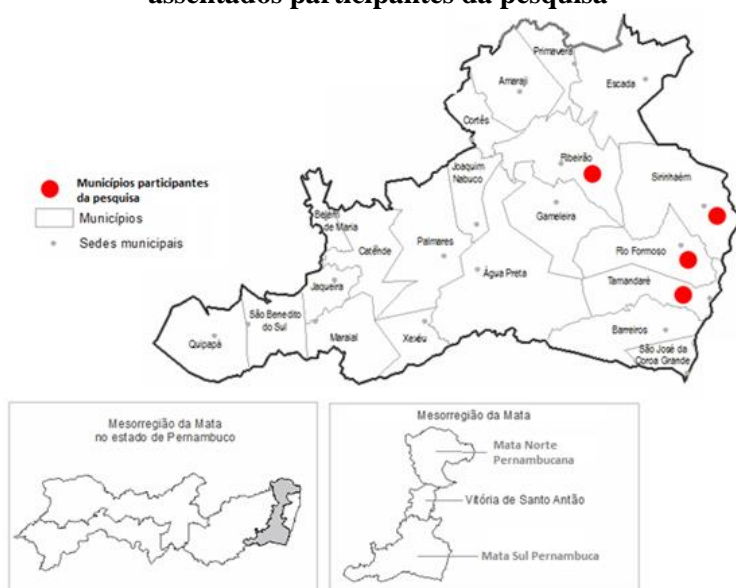 assentados participantes da pesquisa
Primavera
Amaraji
Escada
Cortês
Ribeirão
Joaquim
Nabuco
Sirinhaém
Gameleira
Municípios participantes
da pesquisa
Municípios
Sedes municipais
Belém
de Maria
Catende
Palmares
Rio Formoso
Água Preta
Tamandaré
Jaqueira
São Benedito
do Sul
Quipapá
Maraial
Xexéu
Barreiros
São José da
Coroa Grande
Mesorregião da Mata
no estado de Pernambuco
Mesorregião da Mata
Mata Norte
Pernambucana
Vitória de Santo Antão
Mata Sul Pernambuca